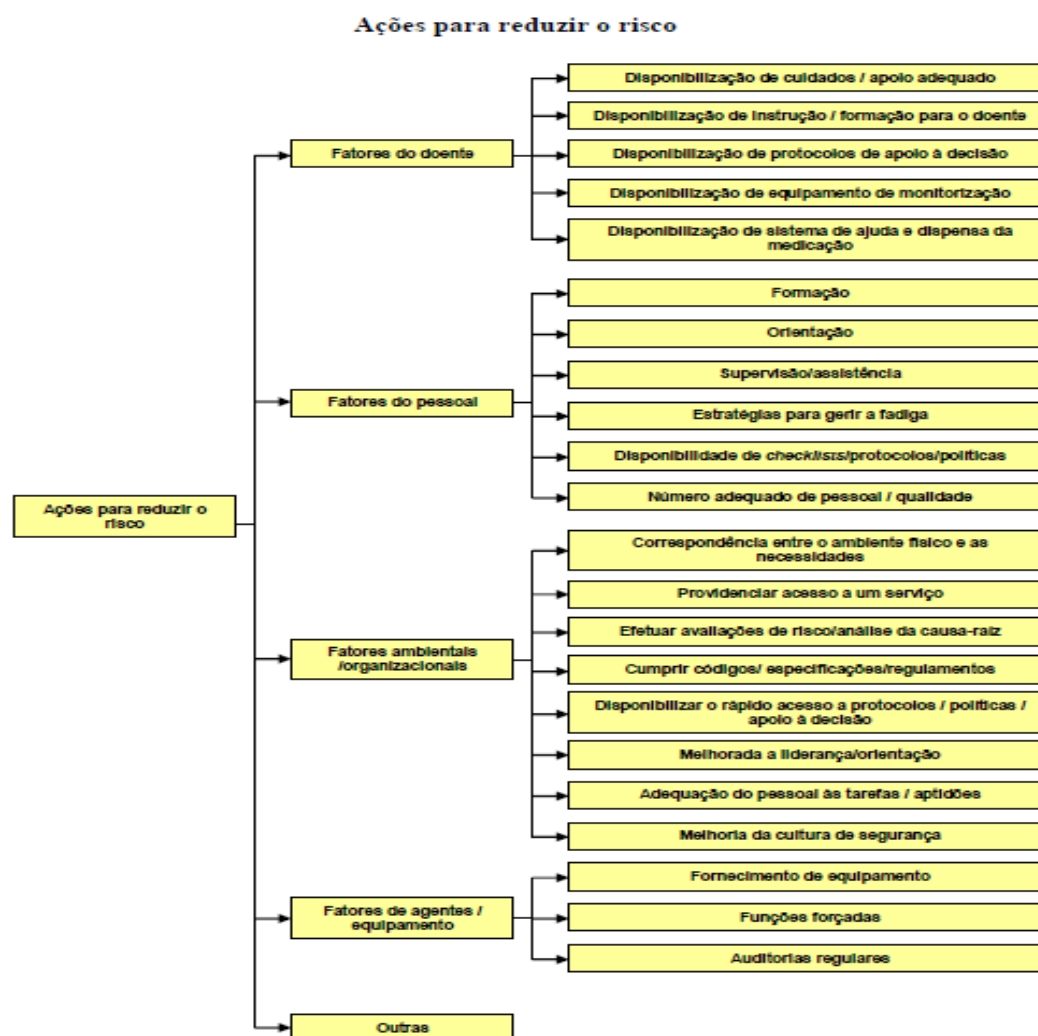 Ações para reduzir o risco
Disponibilização de cuidados / apoio adequado
Disponibilização de instrução / formação para o doente
Fatores do doente
Disponibilização de protocolos de apoio à decisão
Disponibilização de equipamento de monitorização
Disponibilização de sistema de ajuda e dispensa da
medicação
Formação
Orientação
Supervisão/assistência
Fatores do pessoal
Estratégias para gerir a fadiga
Disponibilidade de checklists/protocolos/políticas
Número adequado de pessoal / qualidade
Ações para reduzir o
risco
Correspondência entre o ambiente físico e as
necessidades
Providenciar acesso a um serviço
Efetuar avaliações de risco/análise da causa-raiz
Fatores ambientais
/organizacionais
Cumprir códigos/ especificações/regulamentos
Disponibilizar o rápido acesso a protocolos / políticas /
apoio à decisão
Melhorada a liderança/orientação
Adequação do pessoal às tarefas / aptidões
Melhoria da cultura de segurança
Fornecimento de equipamento
Fatores de agentes /
equipamento
Funções forçadas
Auditorias regulares
Outras